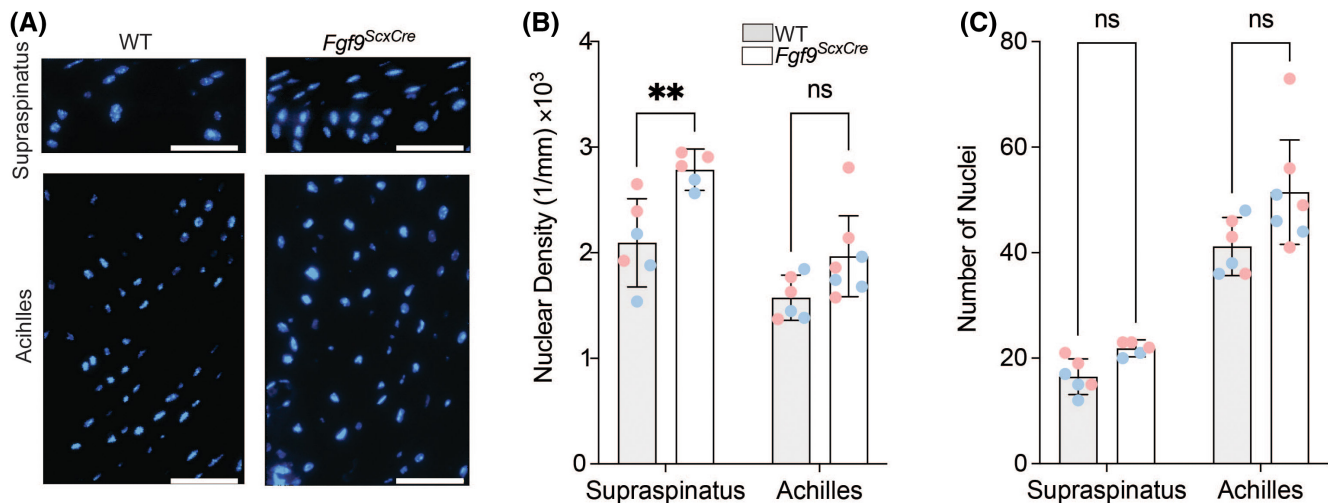 (A)
WT
Fgf9ScxCre
Supraspinatus
Acihlles
(B)
Nuclear Density (1/mm) ×10³
4
3
2
1
0
WT
Fgf9ScxCre
**
ns
Supraspinatus
Achilles
(C)
Number of Nuclei
80
60
40
20
0
ns
ns
Supraspinatus
Achilles